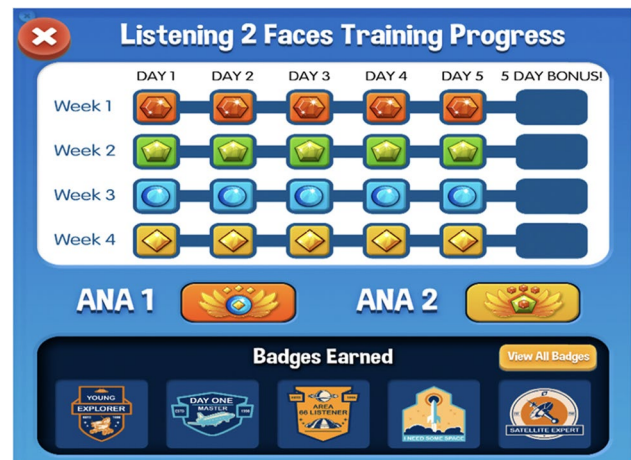 Listening 2 Faces Training Progress
DAY 1 DAY 2 DAY 3 DAY 4 DAY 5 5 DAY BONUS!
Week 1
Week 2
Week 3
Week 4
ANA 1 ANA 2
Badges Earned
View All Badges
YOUNG
EXPLORER
DAY ONE
MASTER
AREA
LISTENER
I NEED SOME SPACE
SATELLITE EXPERT